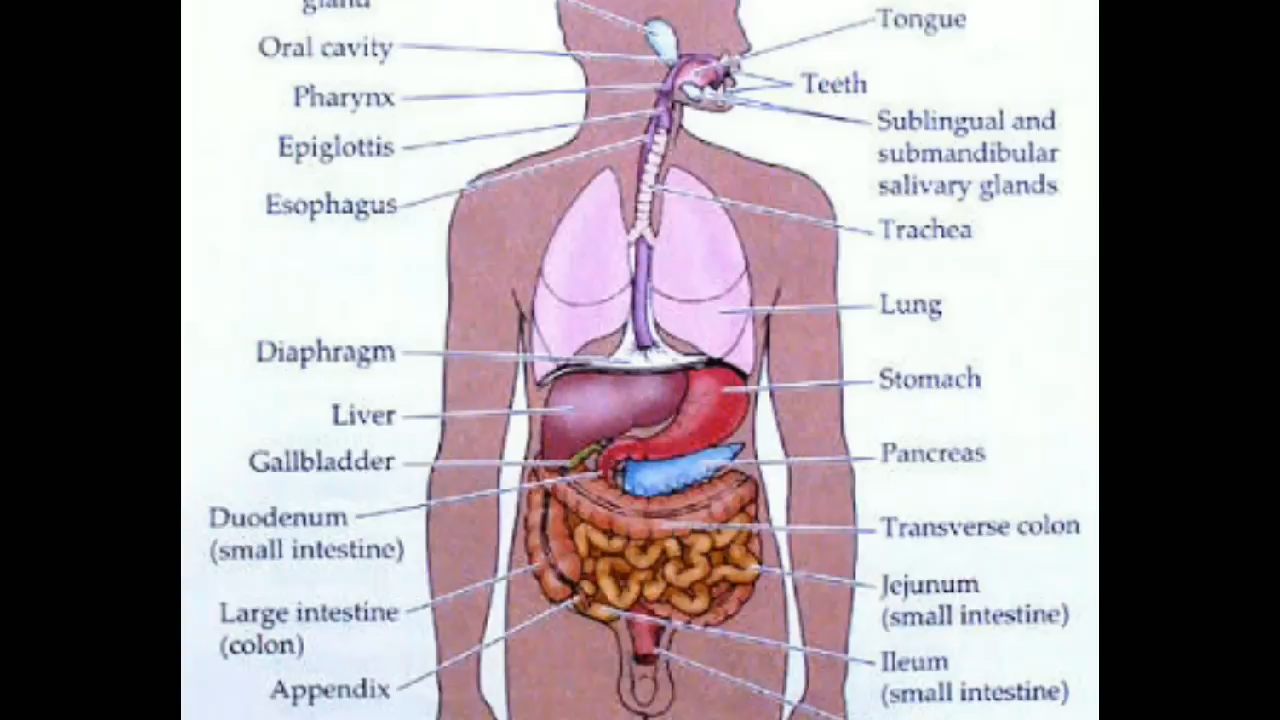 gland
Oral cavity
Pharynx
Epiglottis
Esophagus
Diaphragm
Liver
Gallbladder
Duodenum
(small intestine)
Large intestine
(colon)
Appendix
Tongue
Teeth
Sublingual and
submandibular
salivary glands
Trachea
Lung
Stomach
Pancreas
Transverse colon
Jejunum
(small intestine)
Ileum
(small intestine)